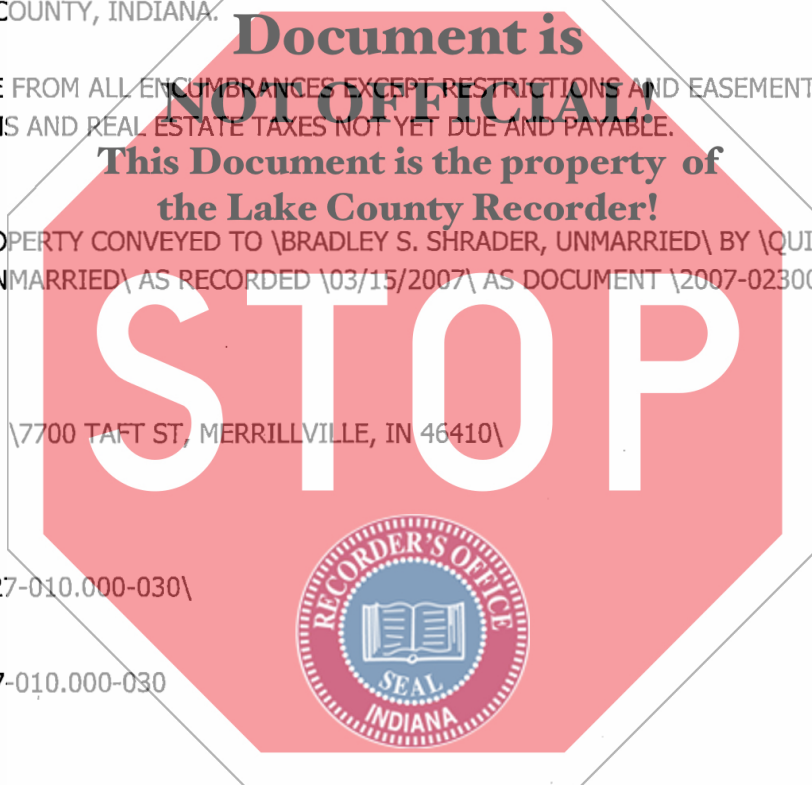 COUNTY, INDIANA.
Document is
FROM ALL ENCUMBRANCES EXCEPT RESTRICTIONS AND EASEMENT
NOT OFFICIAL!
AND REAL ESTATE TAXES NOT YET DUE AND PAYABLE.
This Document is the property of
the Lake County Recorder!
OPERTY CONVEYED TO \BRADLEY S. SHRADER, UNMARRIED\ BY \QUI
NMARRIED\ AS RECORDED \03/15/2007\ AS DOCUMENT \2007-02300
STOP
\7700 TAFT ST, MERRILLVILLE, IN 46410\
RECORDER'S OFFICE
7-010.000-030\
SEAL
7-010.000-030
INDIANA